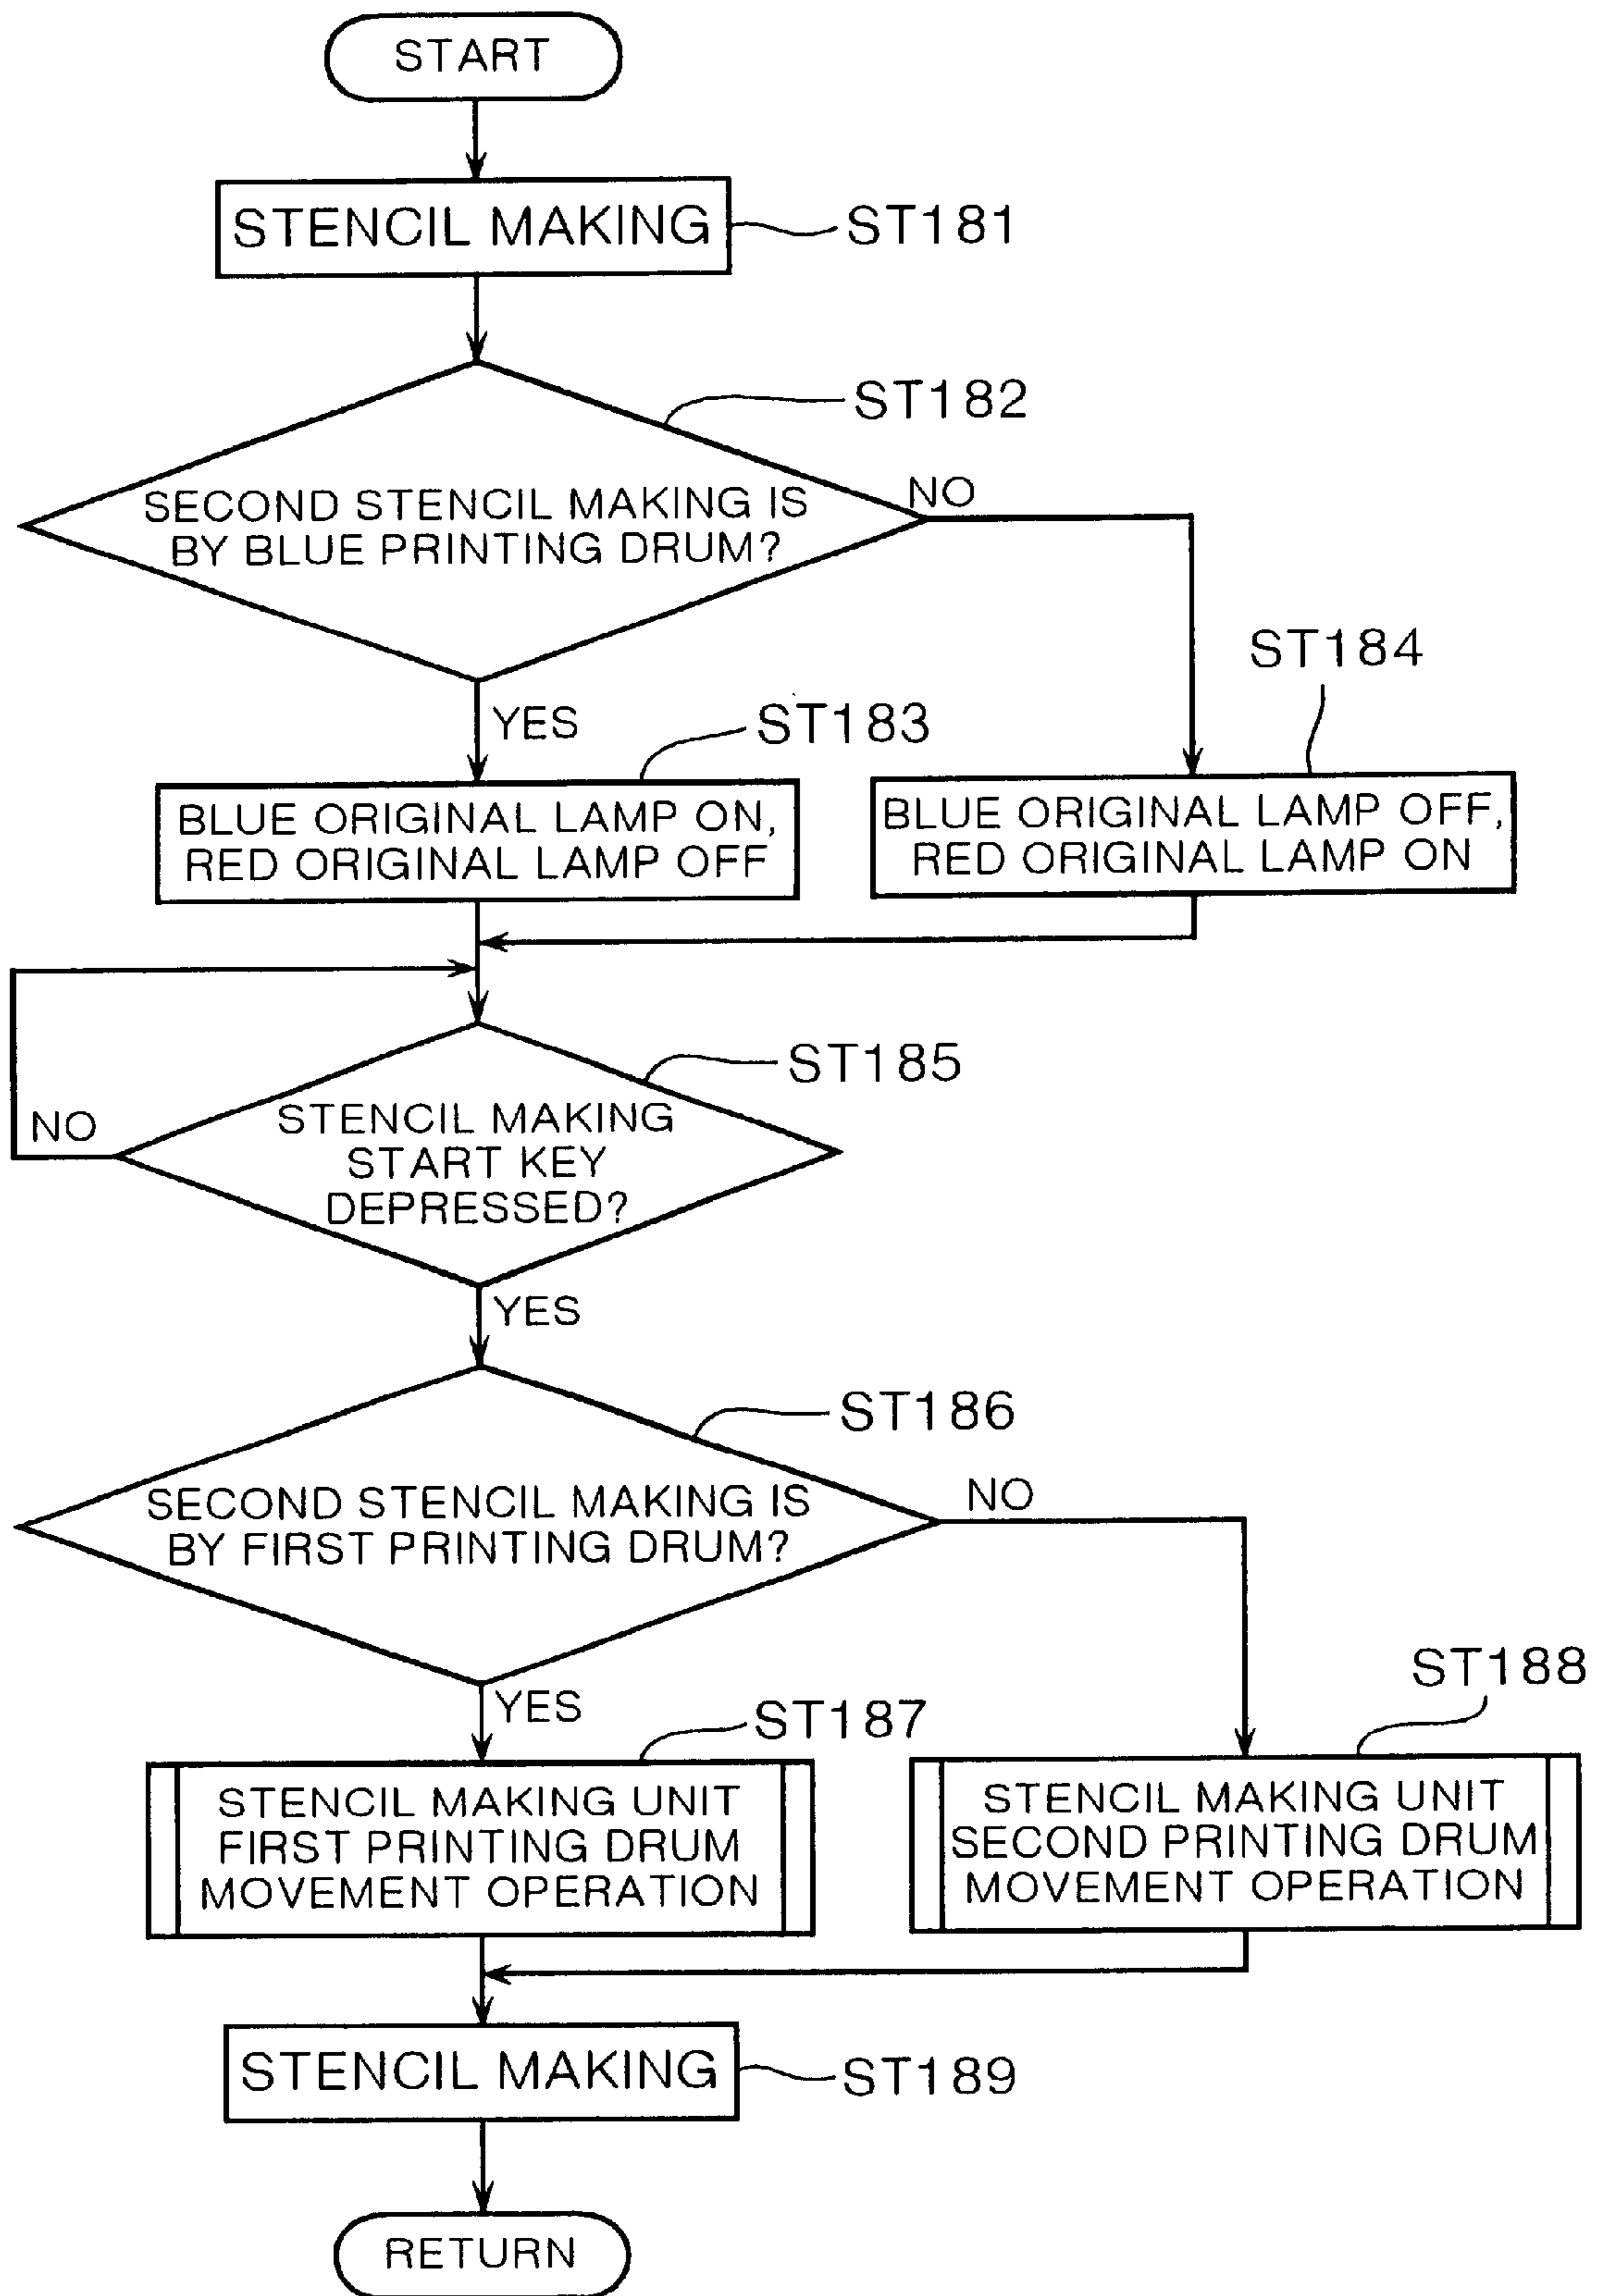 START
STENCIL MAKING
ST181
ST182
SECOND STENCIL MAKING IS
BY BLUE PRINTING DRUM?
NO
YES
ST183
ST184
BLUE ORIGINAL LAMP ON,
RED ORIGINAL LAMP OFF
BLUE ORIGINAL LAMP OFF,
RED ORIGINAL LAMP ON
ST185
STENCIL MAKING
START KEY
DEPRESSED?
NO
YES
ST186
SECOND STENCIL MAKING IS
BY FIRST PRINTING DRUM?
NO
YES
ST187
ST188
STENCIL MAKING UNIT
FIRST PRINTING DRUM
MOVEMENT OPERATION
STENCIL MAKING UNIT
SECOND PRINTING DRUM
MOVEMENT OPERATION
STENCIL MAKING
ST189
RETURN